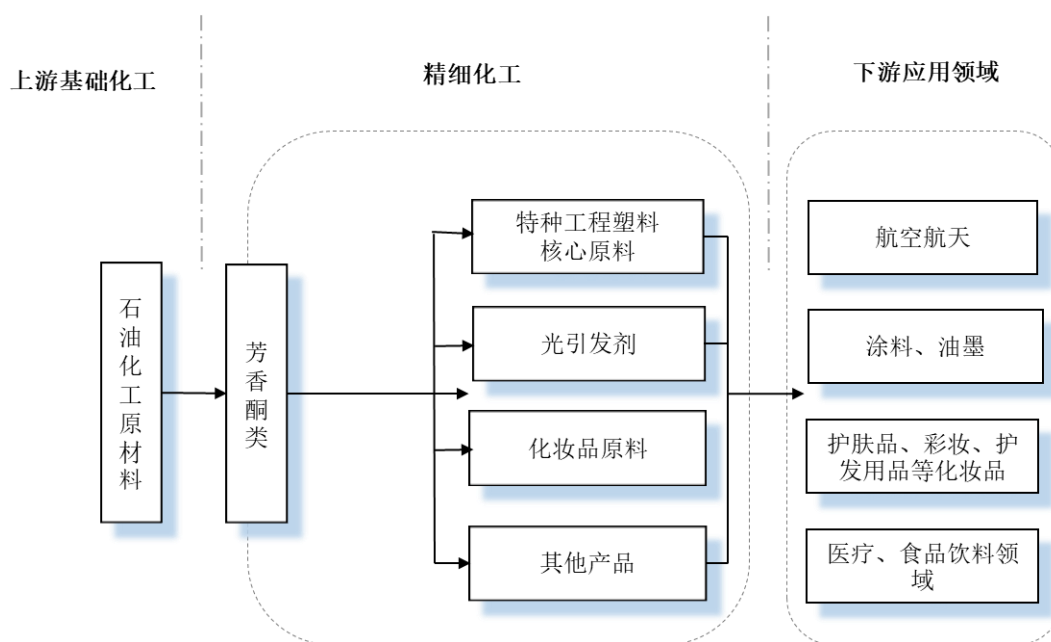 上游基础化工
精细化工
下游应用领域
石油化工原材料
芳香酮类
特种工程塑料
核心原料
光引发剂
化妆品原料
其他产品
航空航天
涂料、油墨
护肤品、彩妆、护
发用品等化妆品
医疗、食品饮料领
域